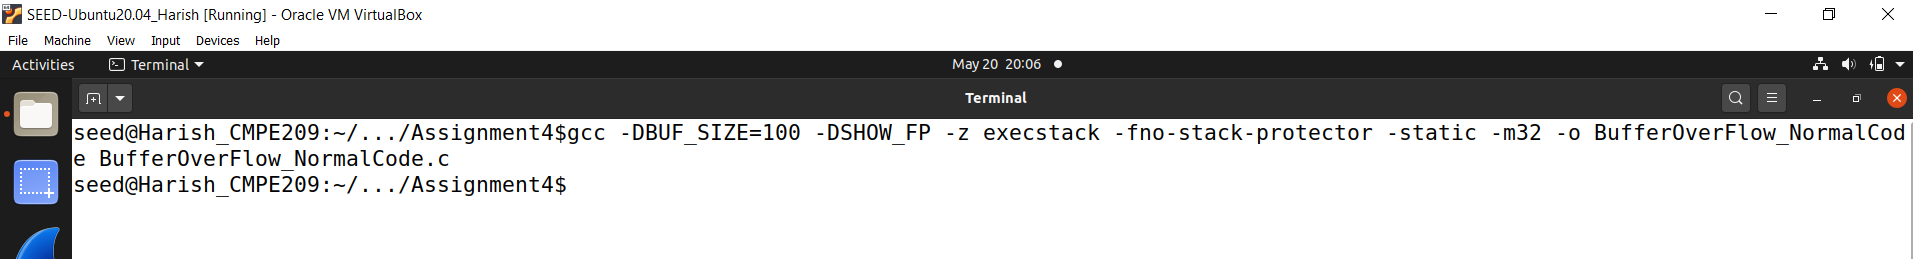 SEED-Ubuntu20.04_Harish [Running] - Oracle VM VirtualBox
File Machine View Input Devices Help
Activities Terminal May 20 20:06
Terminal
seed@Harish_CMPE209:~/.../Assignment4$gcc -DBUF_SIZE=100 -DSHOW_FP -z execstack -fno-stack-protector -static -m32 -o BufferOverFlow_NormalCod
e BufferOverFlow_NormalCode.c
seed@Harish_CMPE209:~/.../Assignment4$